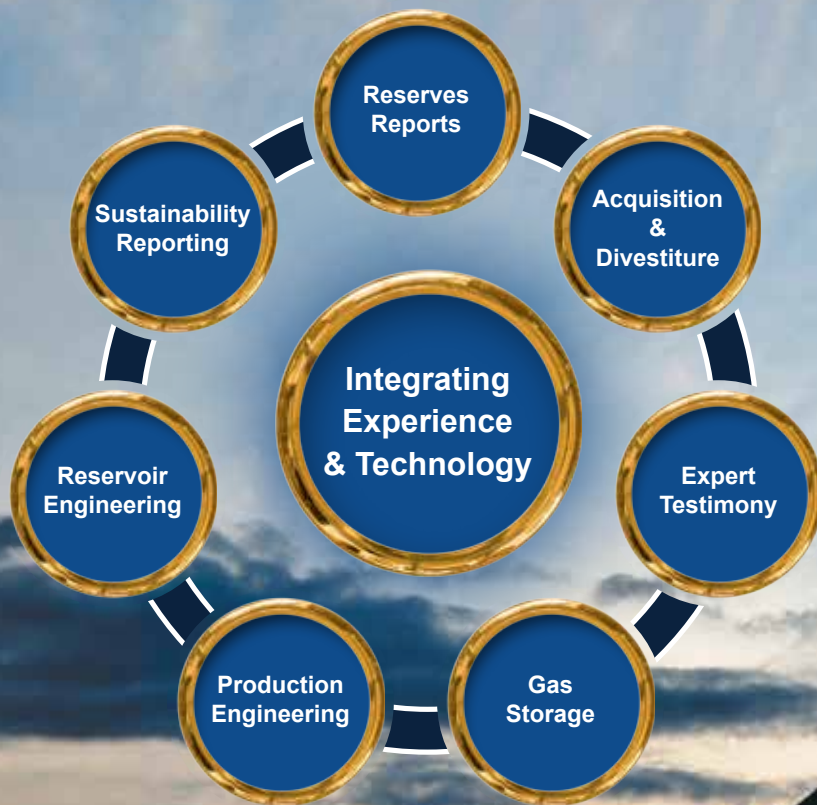 Reserves
Reports
Acquisition
&
Divestiture
Expert
Testimony
Gas
Storage
Production
Engineering
Reservoir
Engineering
Sustainability
Reporting
Integrating
Experience
& Technology